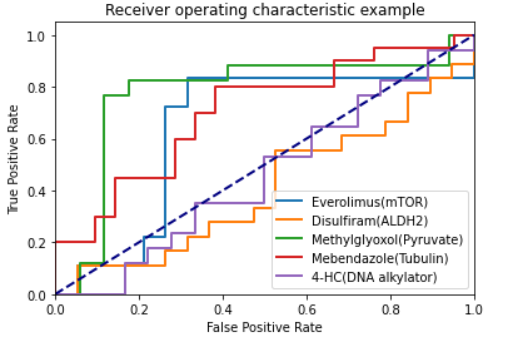 Receiver operating characteristic example
True Positive Rate
1.0
0.8
0.6
0.4
0.2
0.0
Everolimus(mTOR)
Disulfiram(ALDH2)
Methylglyoxol(Pyruvate)
Mebendazole(Tubulin)
4-HC(DNA alkylator)
0.0 0.2 0.4 0.6 0.8 1.0
False Positive Rate